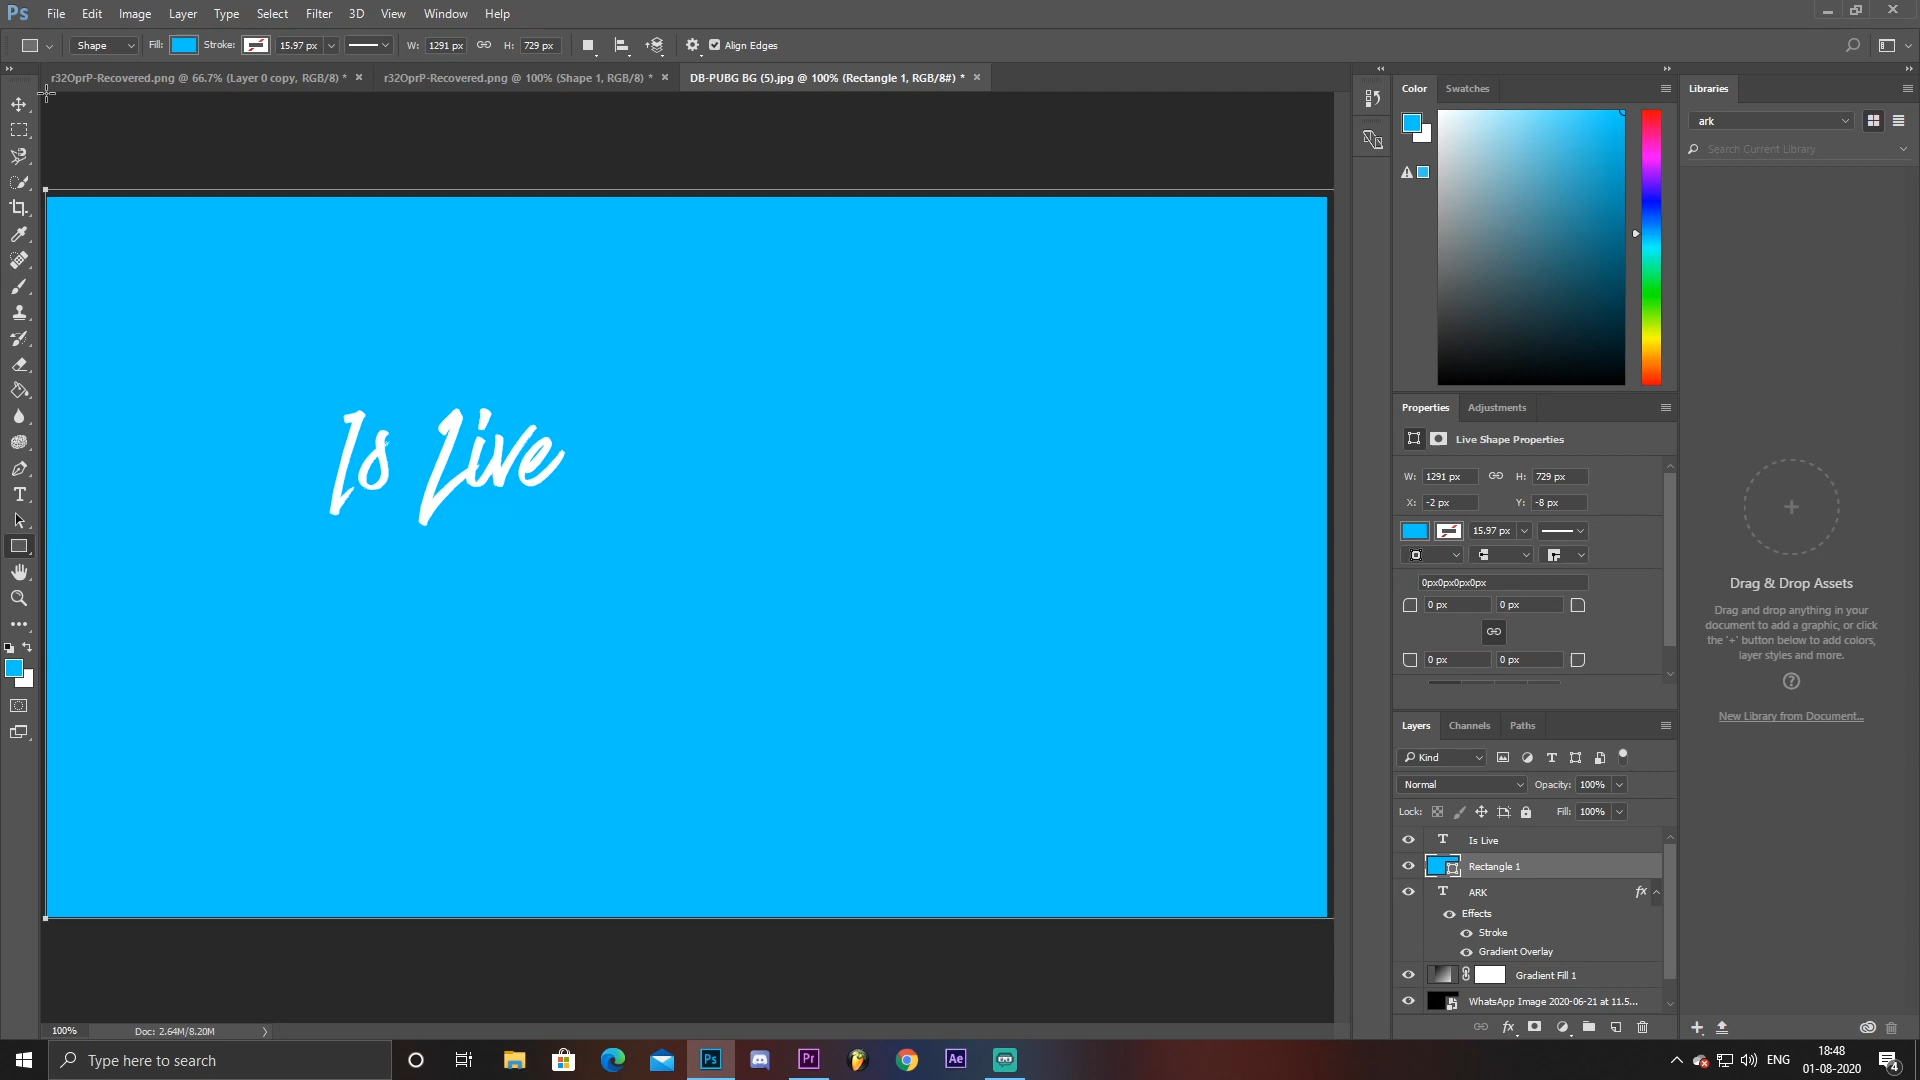 Ps File Edit Image Layer Type Select Filter 3D View Window Help
Shape Fill: Stroke: 15.97 px W: 1291 px H: 729 px Align Edges
r32OprP-Recovered.png @ 66.7% (Layer 0 copy, RGB/8) * × r32OprP-Recovered.png @ 100% (Shape 1, RGB/8) * × DB-PUBG BG (5).jpg @ 100% (Rectangle 1, RGB/8#) * ×
Color Swatches
Libraries
ark
Search Current Library
Is Live
Properties Adjustments
Live Shape Properties
W: 1291 px H: 729 px
X: -2 px Y: -8 px
15.97 px
0px0px0px0px
0 px 0 px
0 px 0 px
Drag & Drop Assets
Drag and drop anything in your
document to add a graphic, or click
the '+' button below to add colors,
layer styles and more.
New Library from Document...
Layers Channels Paths
Kind
Normal Opacity: 100%
Lock: Fill: 100%
Is Live
Rectangle 1
ARK fx
Effects
Stroke
Gradient Overlay
Gradient Fill 1
WhatsApp Image 2020-06-21 at 11.5...
100% Doc: 2.64M/8.20M
Type here to search
Ps Pr Ae
ENG 18:48
01-08-2020
4